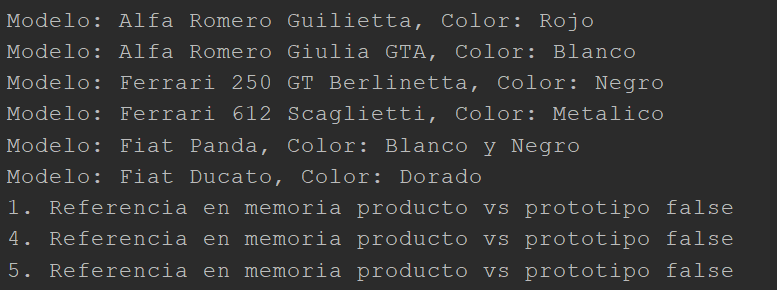 Modelo: Alfa Romero Guilietta, Color: Rojo
Modelo: Alfa Romero Giulia GTA, Color: Blanco
Modelo: Ferrari 250 GT Berlinetta, Color: Negro
Modelo: Ferrari 612 Scaglietti, Color: Metalico
Modelo: Fiat Panda, Color: Blanco y Negro
Modelo: Fiat Ducato, Color: Dorado
1. Referencia en memoria producto vs prototipo false
4. Referencia en memoria producto vs prototipo false
5. Referencia en memoria producto vs prototipo false